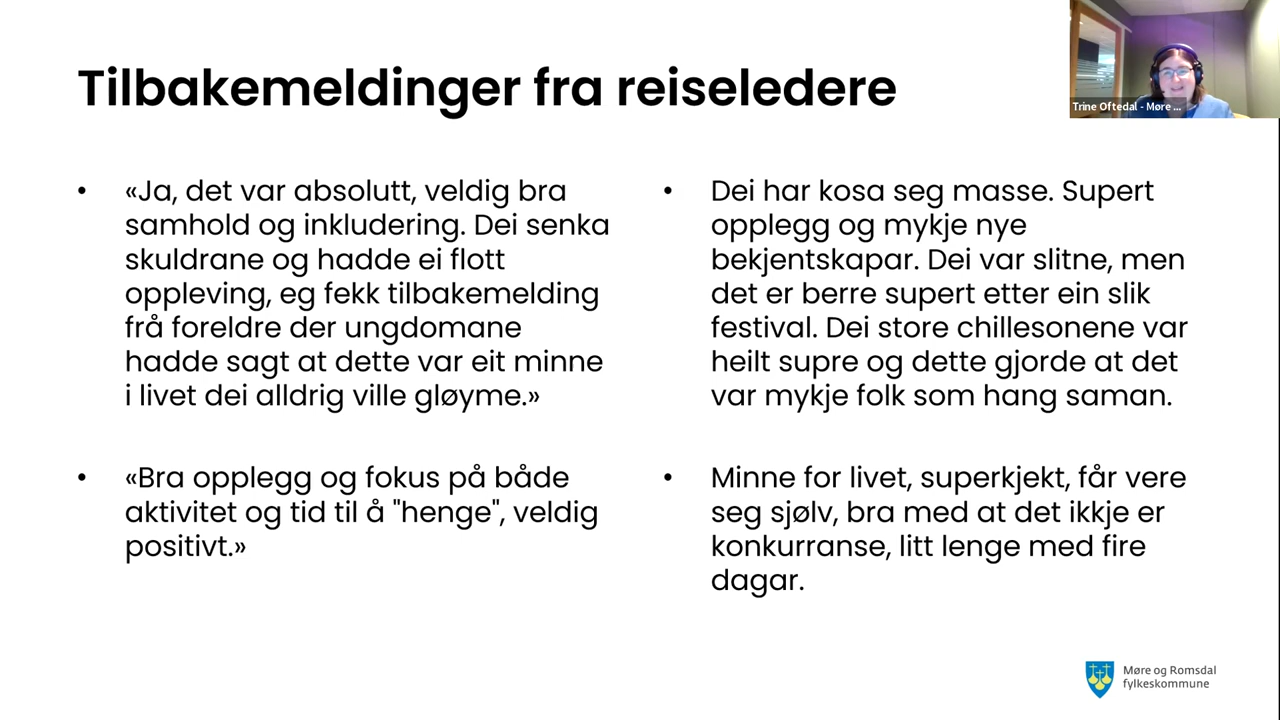 Tilbakemeldinger fra reiseledere
Trine Oftedal - Møre ...
• «Ja, det var absolutt, veldig bra
samhold og inkludering. Dei senka
skuldrane og hadde ei flott
oppleving, eg fekk tilbakemelding
frå foreldre der ungdomane
hadde sagt at dette var eit minne
i livet dei alldrig ville gløyme.»
• «Bra opplegg og fokus på både
aktivitet og tid til å "henge", veldig
positivt.»
• Dei har kosa seg masse. Supert
opplegg og mykje nye
bekjentskapar. Dei var slitne, men
det er berre supert etter ein slik
festival. Dei store chillesonene var
heilt supre og dette gjorde at det
var mykje folk som hang saman.
• Minne for livet, superkjekt, får vere
seg sjølv, bra med at det ikkje er
konkurranse, litt lenge med fire
dagar.
Møre og Romsdal
fylkeskommune